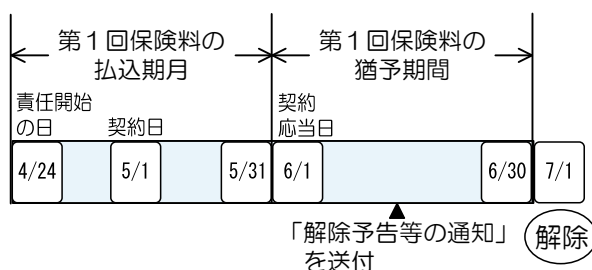 第１回保険料の
払込期月
第１回保険料の
猶予期間
責任開始
の日
契約日
契約
応当日
4/24
5/1
5/31
6/1
6/30
7/1
「解除予告等の通知」
を送付
解除